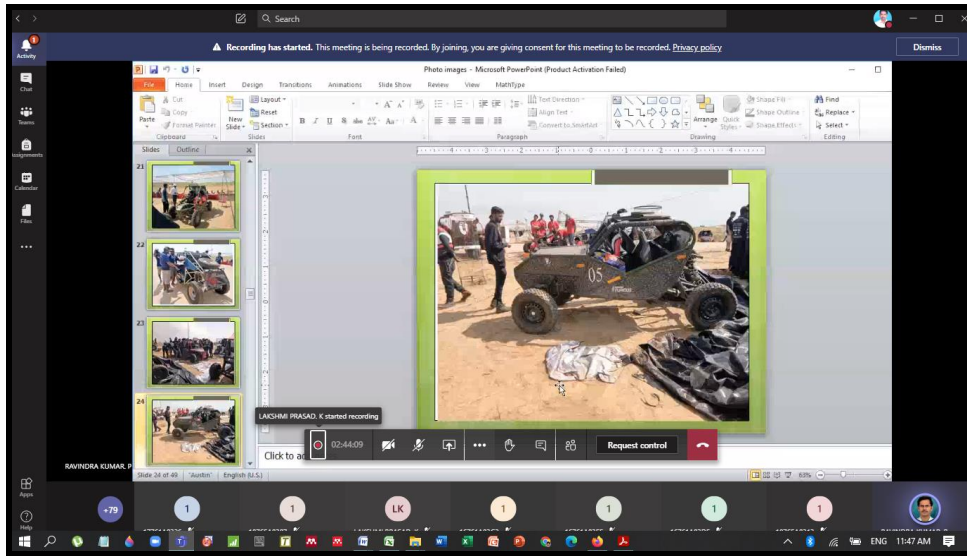 Search
Recording has started. This meeting is being recorded. By joining, you are giving consent for this meeting to be recorded. Privacy policy
Dismiss
1
Activity
Chat
Teams
Assignments
Calendar
Files
Apps
Help
Photo images - Microsoft PowerPoint (Product Activation Failed)
File Home Insert Design Transitions Animations Slide Show Review View MathType
Paste
Cut
Copy
Format Painter
Clipboard
New Slide
Layout
Reset
Section
Slides
Font
Text Direction
Align Text
Convert to SmartArt
Paragraph
Arrange
Quick Styles
Shape Fill
Shape Outline
Shape Effects
Drawing
Find
Replace
Select
Editing
Slides Outline
21
22
23
24
05
LAKSHMI PRASAD. K started recording
02:44:09
Request control
Click to ad
RAVINDRA KUMAR. P
Slide 24 of 49 "Austin" English (U.S.)
63%
+79
1
1
LK
1
1
1
1
ENG 11:47 AM